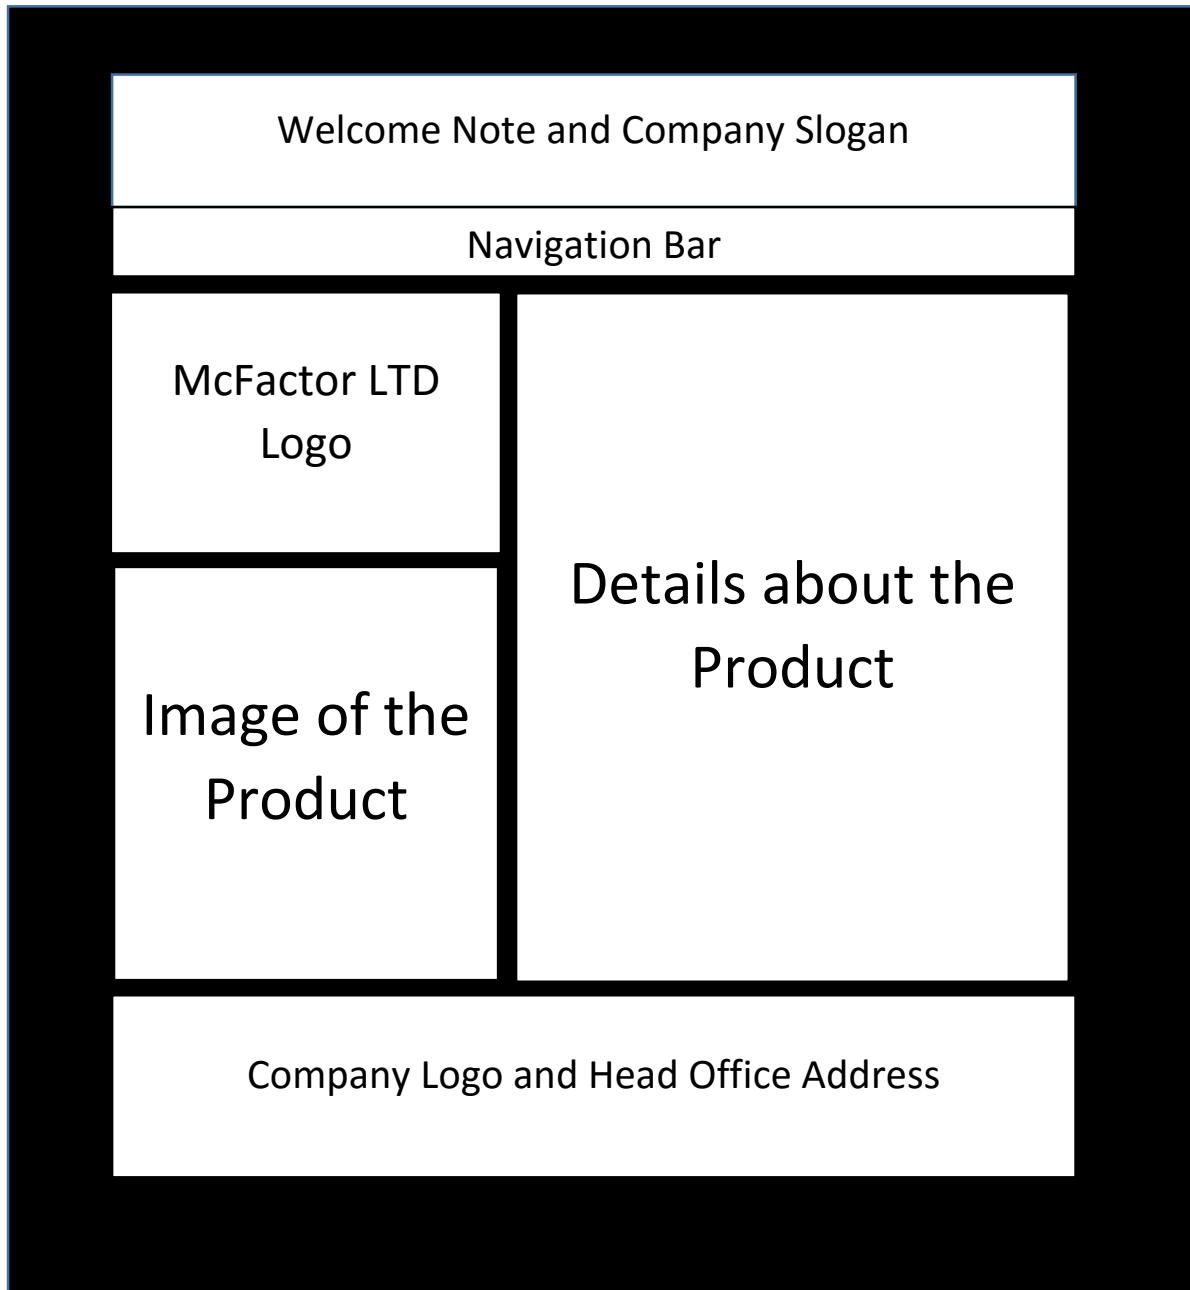 Welcome Note and Company Slogan
Navigation Bar
McFactor LTD
Logo
Image of the
Product
Details about the
Product
Company Logo and Head Office Address